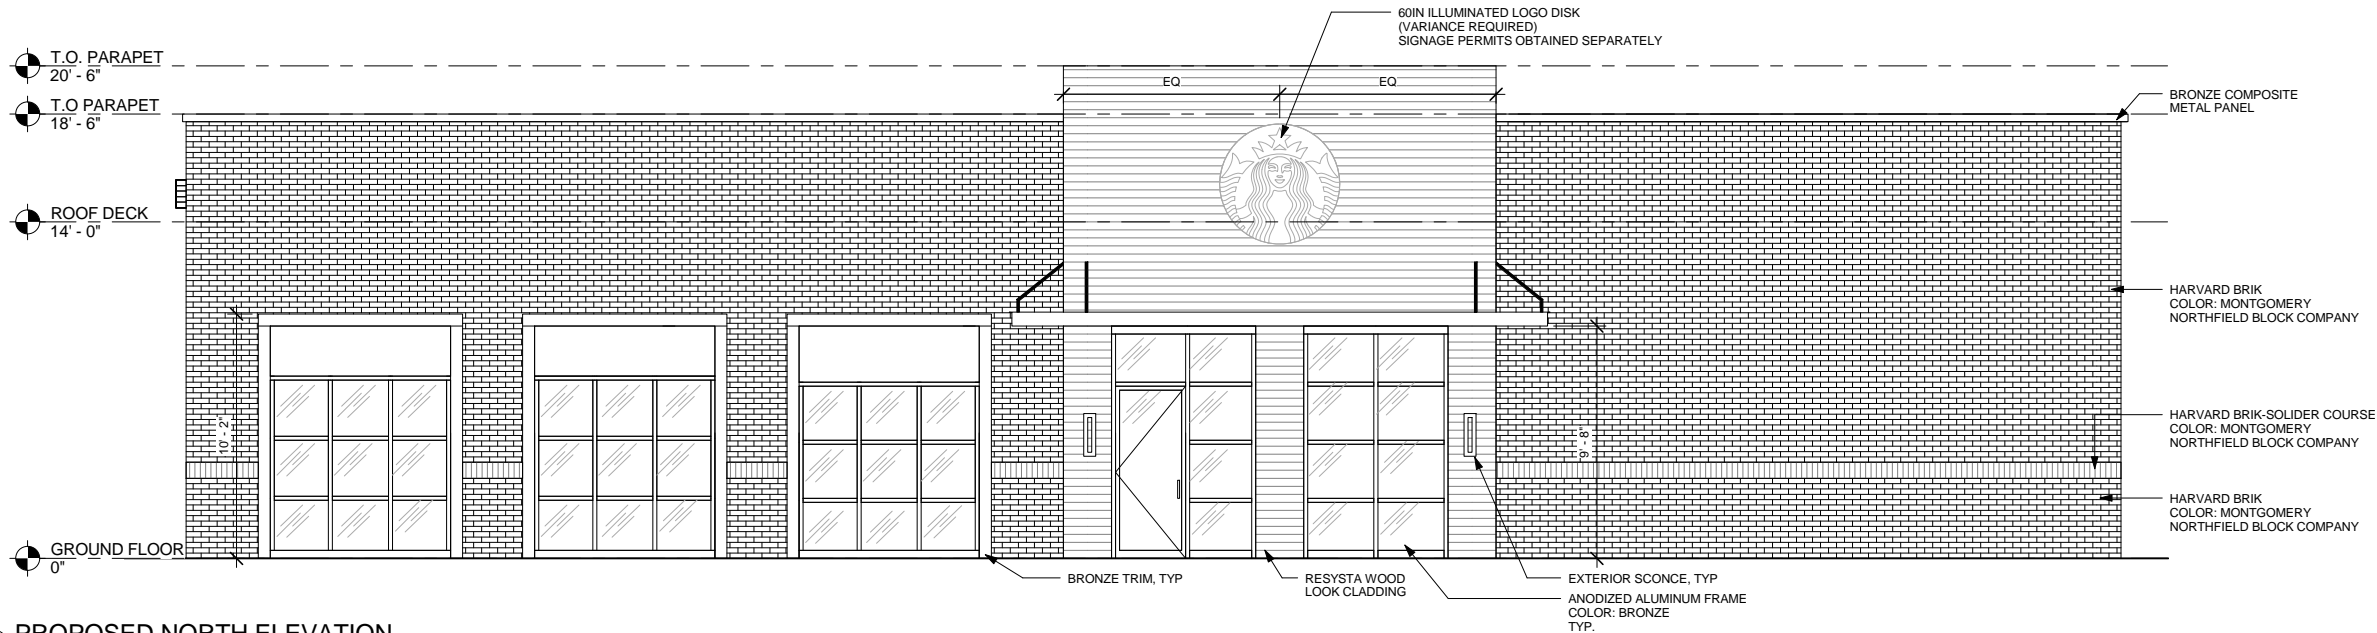 60IN ILLUMINATED LOGO DISK
(VARIANCE REQUIRED)
SIGNAGE PERMITS OBTAINED SEPARATELY
T.O. PARAPET
20' - 6"
EQ
EQ
T.O PARAPET
18' - 6"
BRONZE COMPOSITE
METAL PANEL
ROOF DECK
14' - 0"
HARVARD BRIK
COLOR: MONTGOMERY
NORTHFIELD BLOCK COMPANY
10' - 2"
9' - 8"
HARVARD BRIK-SOLIDER COURSE
COLOR: MONTGOMERY
NORTHFIELD BLOCK COMPANY
HARVARD BRIK
COLOR: MONTGOMERY
NORTHFIELD BLOCK COMPANY
GROUND FLOOR
0"
BRONZE TRIM, TYP
RESYSTA WOOD
LOOK CLADDING
EXTERIOR SCONCE, TYP
ANODIZED ALUMINUM FRAME
COLOR: BRONZE
TYP.
PROPOSED NORTH ELEVATION